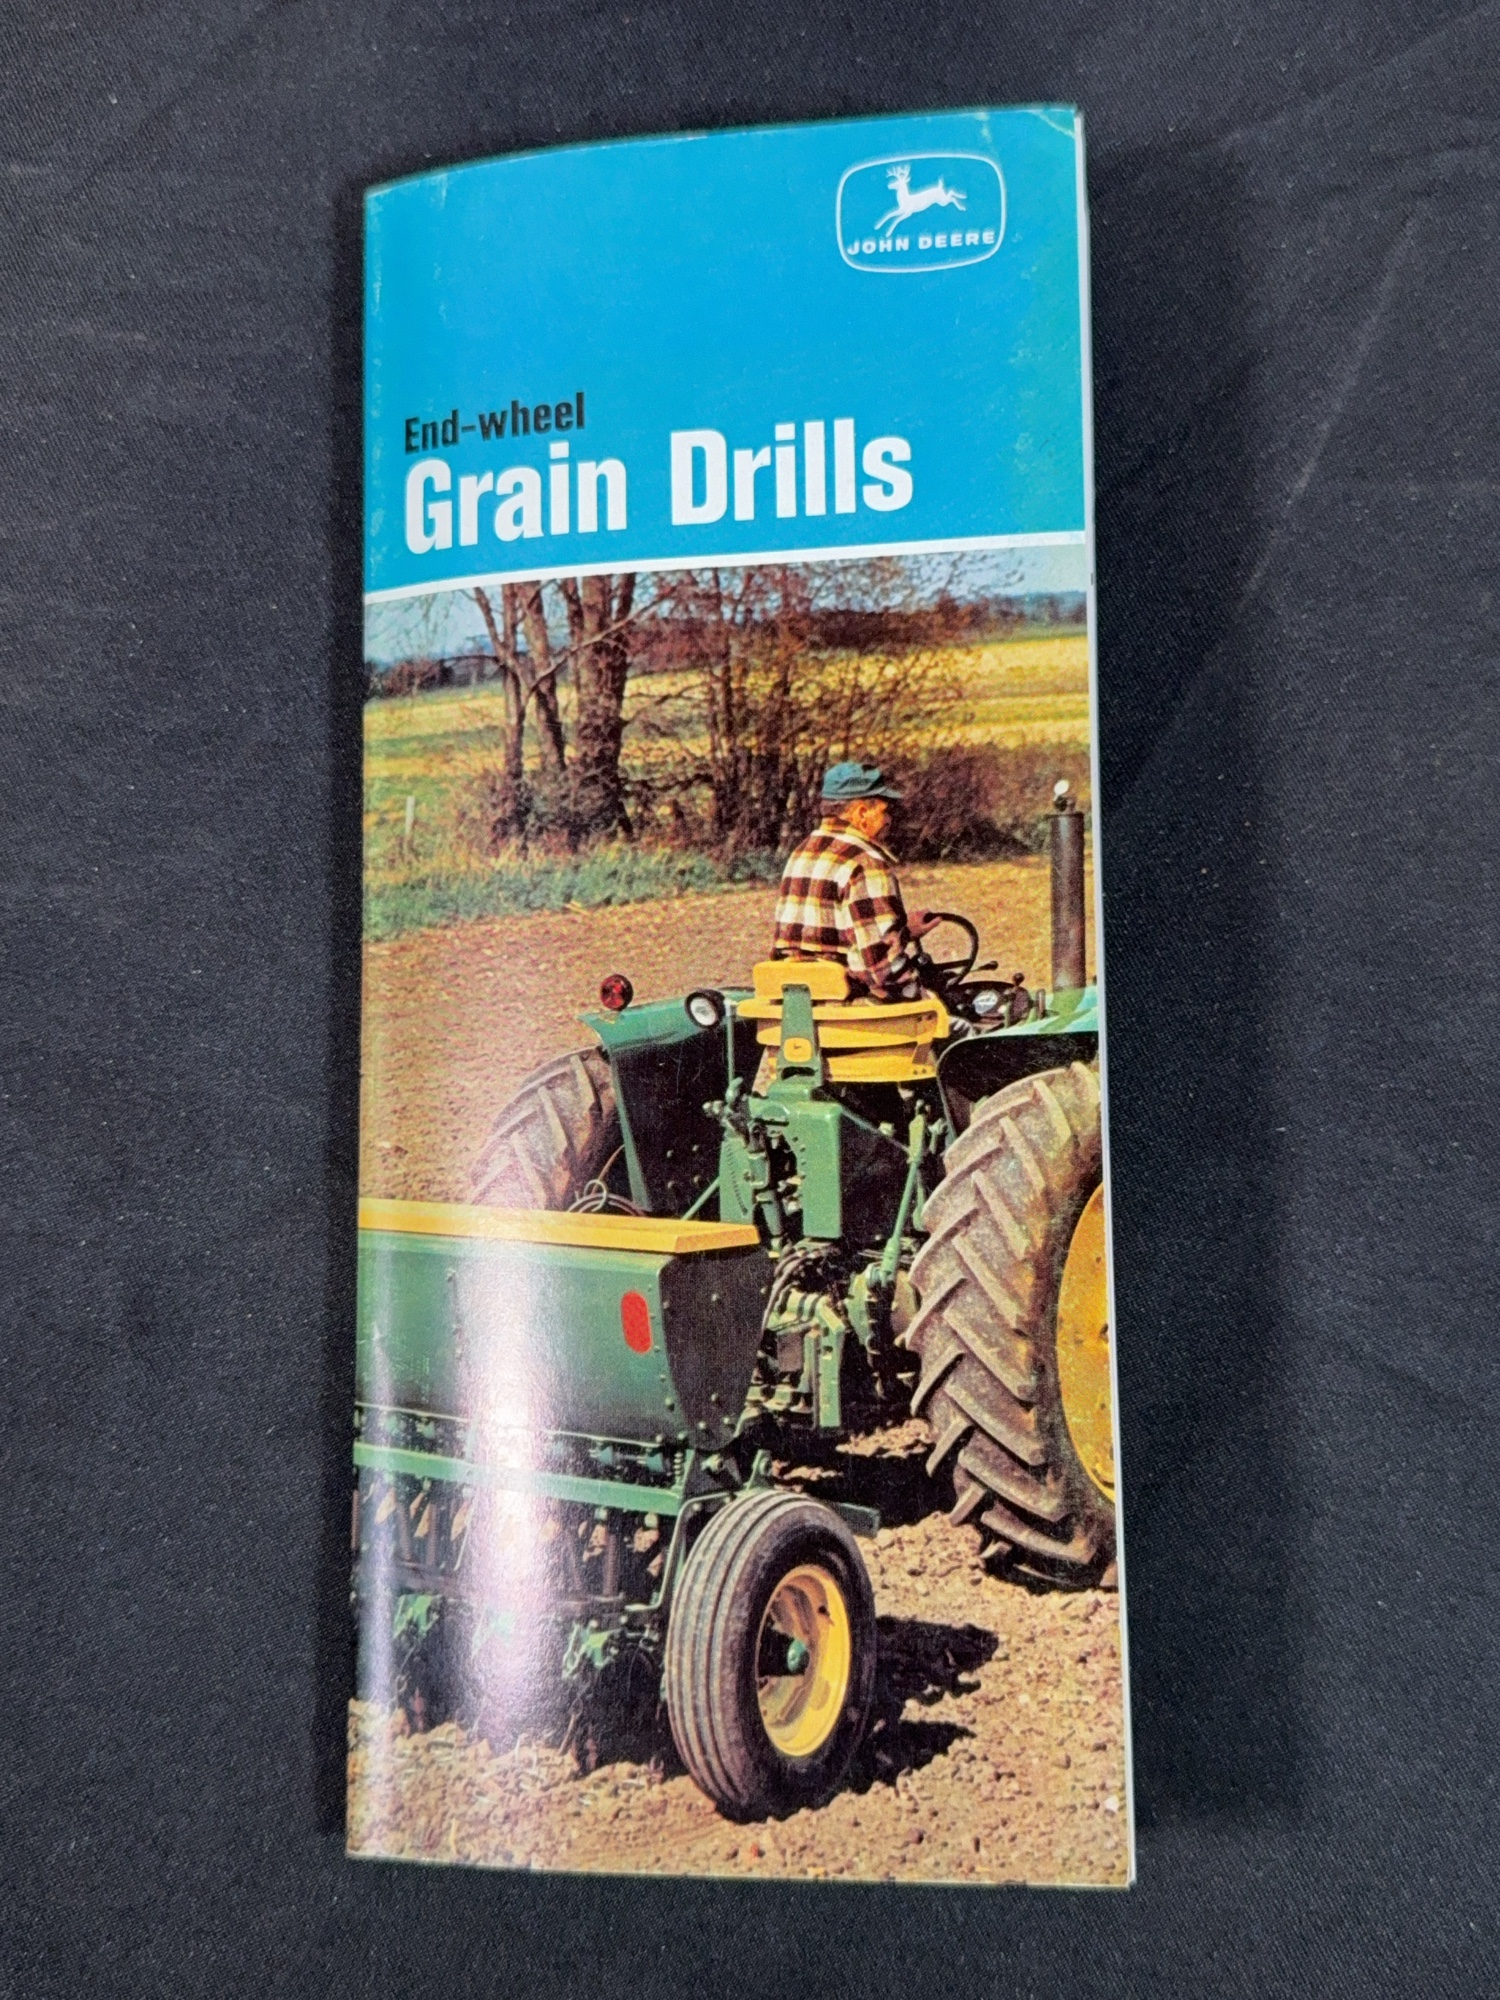 JOHN DEERE
End-wheel
Grain Drills